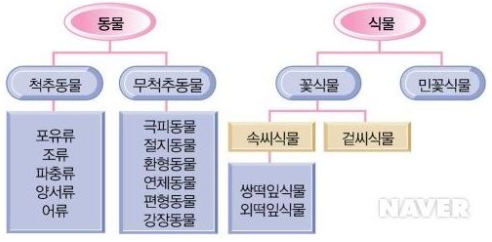 동물
식물
척추동물
무척추동물
꽃식물
민꽃식물
포유류
조류
파충류
양서류
어류
극피동물
절지동물
환형동물
연체동물
편형동물
강장동물
속씨식물
겉씨식물
쌍떡잎식물
외떡잎식물
NAVER